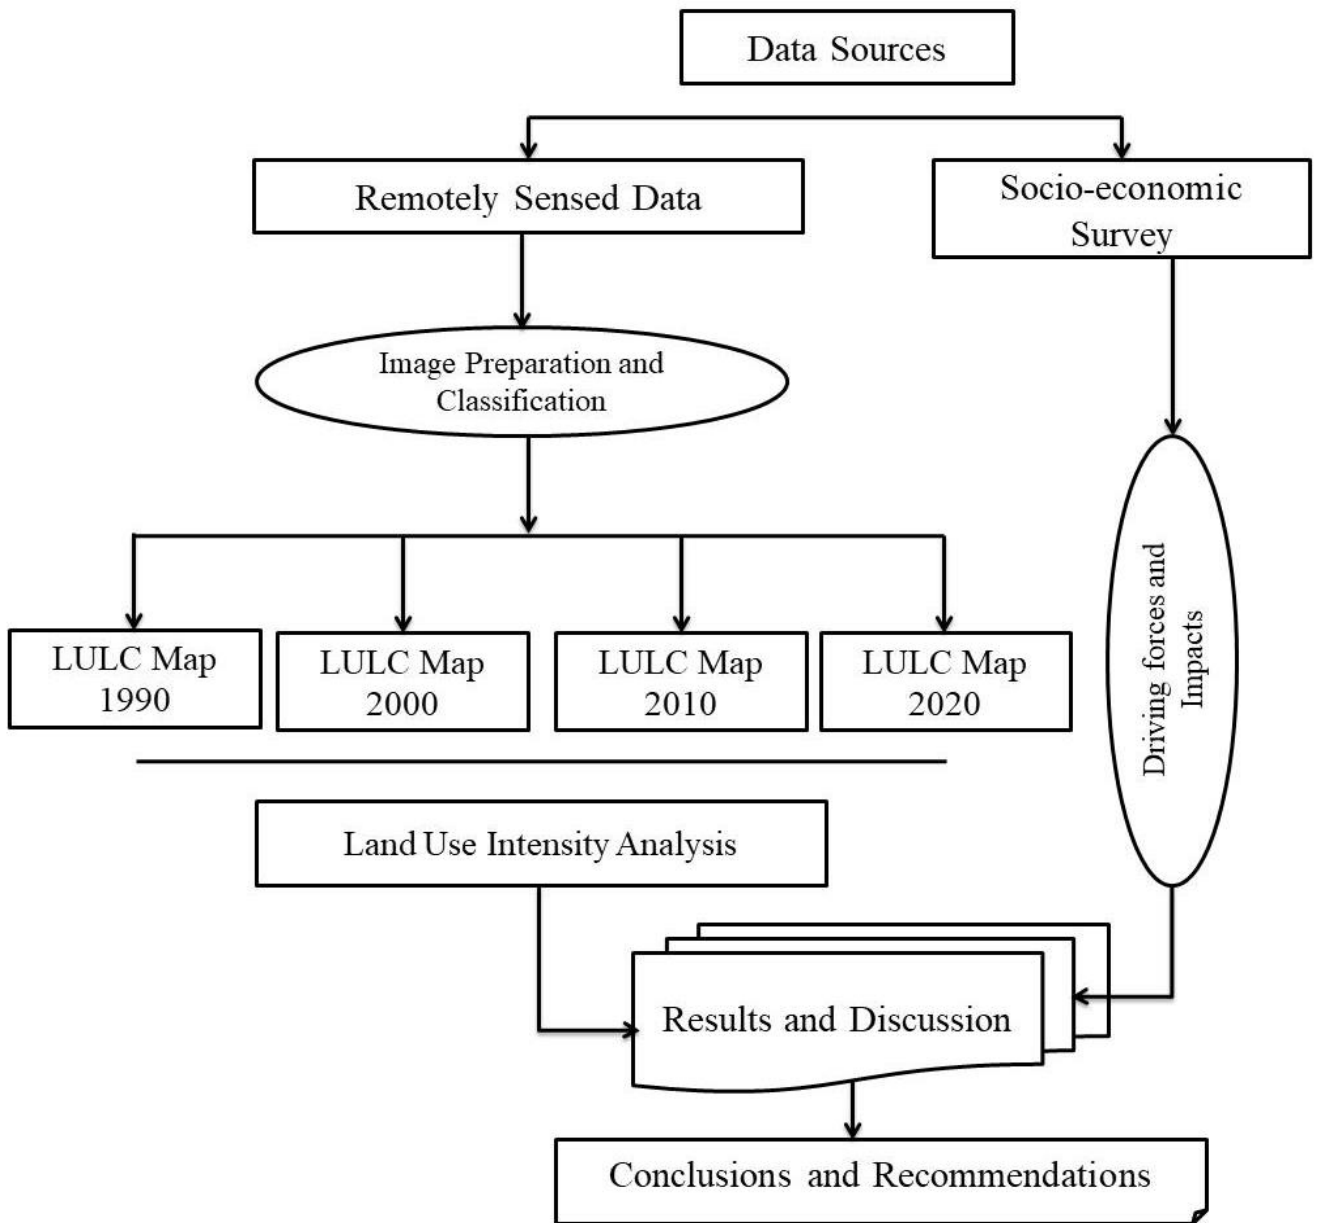 Data Sources
Remotely Sensed Data
Socio-economic
Survey
Image Preparation and
Classification
LULC Map
1990
LULC Map
2000
LULC Map
2010
LULC Map
2020
Driving forces and
Impacts
Land Use Intensity Analysis
Results and Discussion
Conclusions and Recommendations